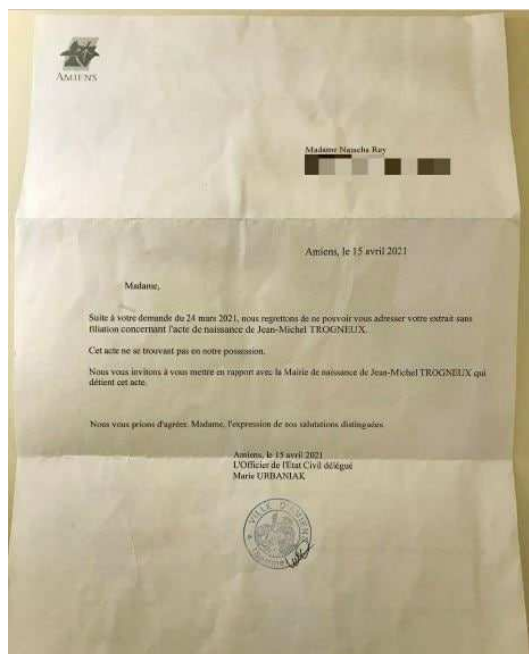 AMIENS
Madame Natacha Rey
Amiens, le 15 avril 2021
Madame,
Suite à votre demande du 24 mars 2021, nous regrettons de ne pouvoir vous adresser votre extrait sans
filiation concernant l'acte de naissance de Jean-Michel TROGNEUX.
Cet acte ne se trouvant pas en notre possession.
Nous vous invitons à vous mettre en rapport avec la Mairie de naissance de Jean-Michel TROGNEUX qui
détient cet acte.
Nous vous prions d'agréer, Madame, l'expression de nos salutations distinguées.
Amiens, le 15 avril 2021
L'Officier de l'Etat Civil délégué
Marie URBANIAK
VILLE D'AMIENS